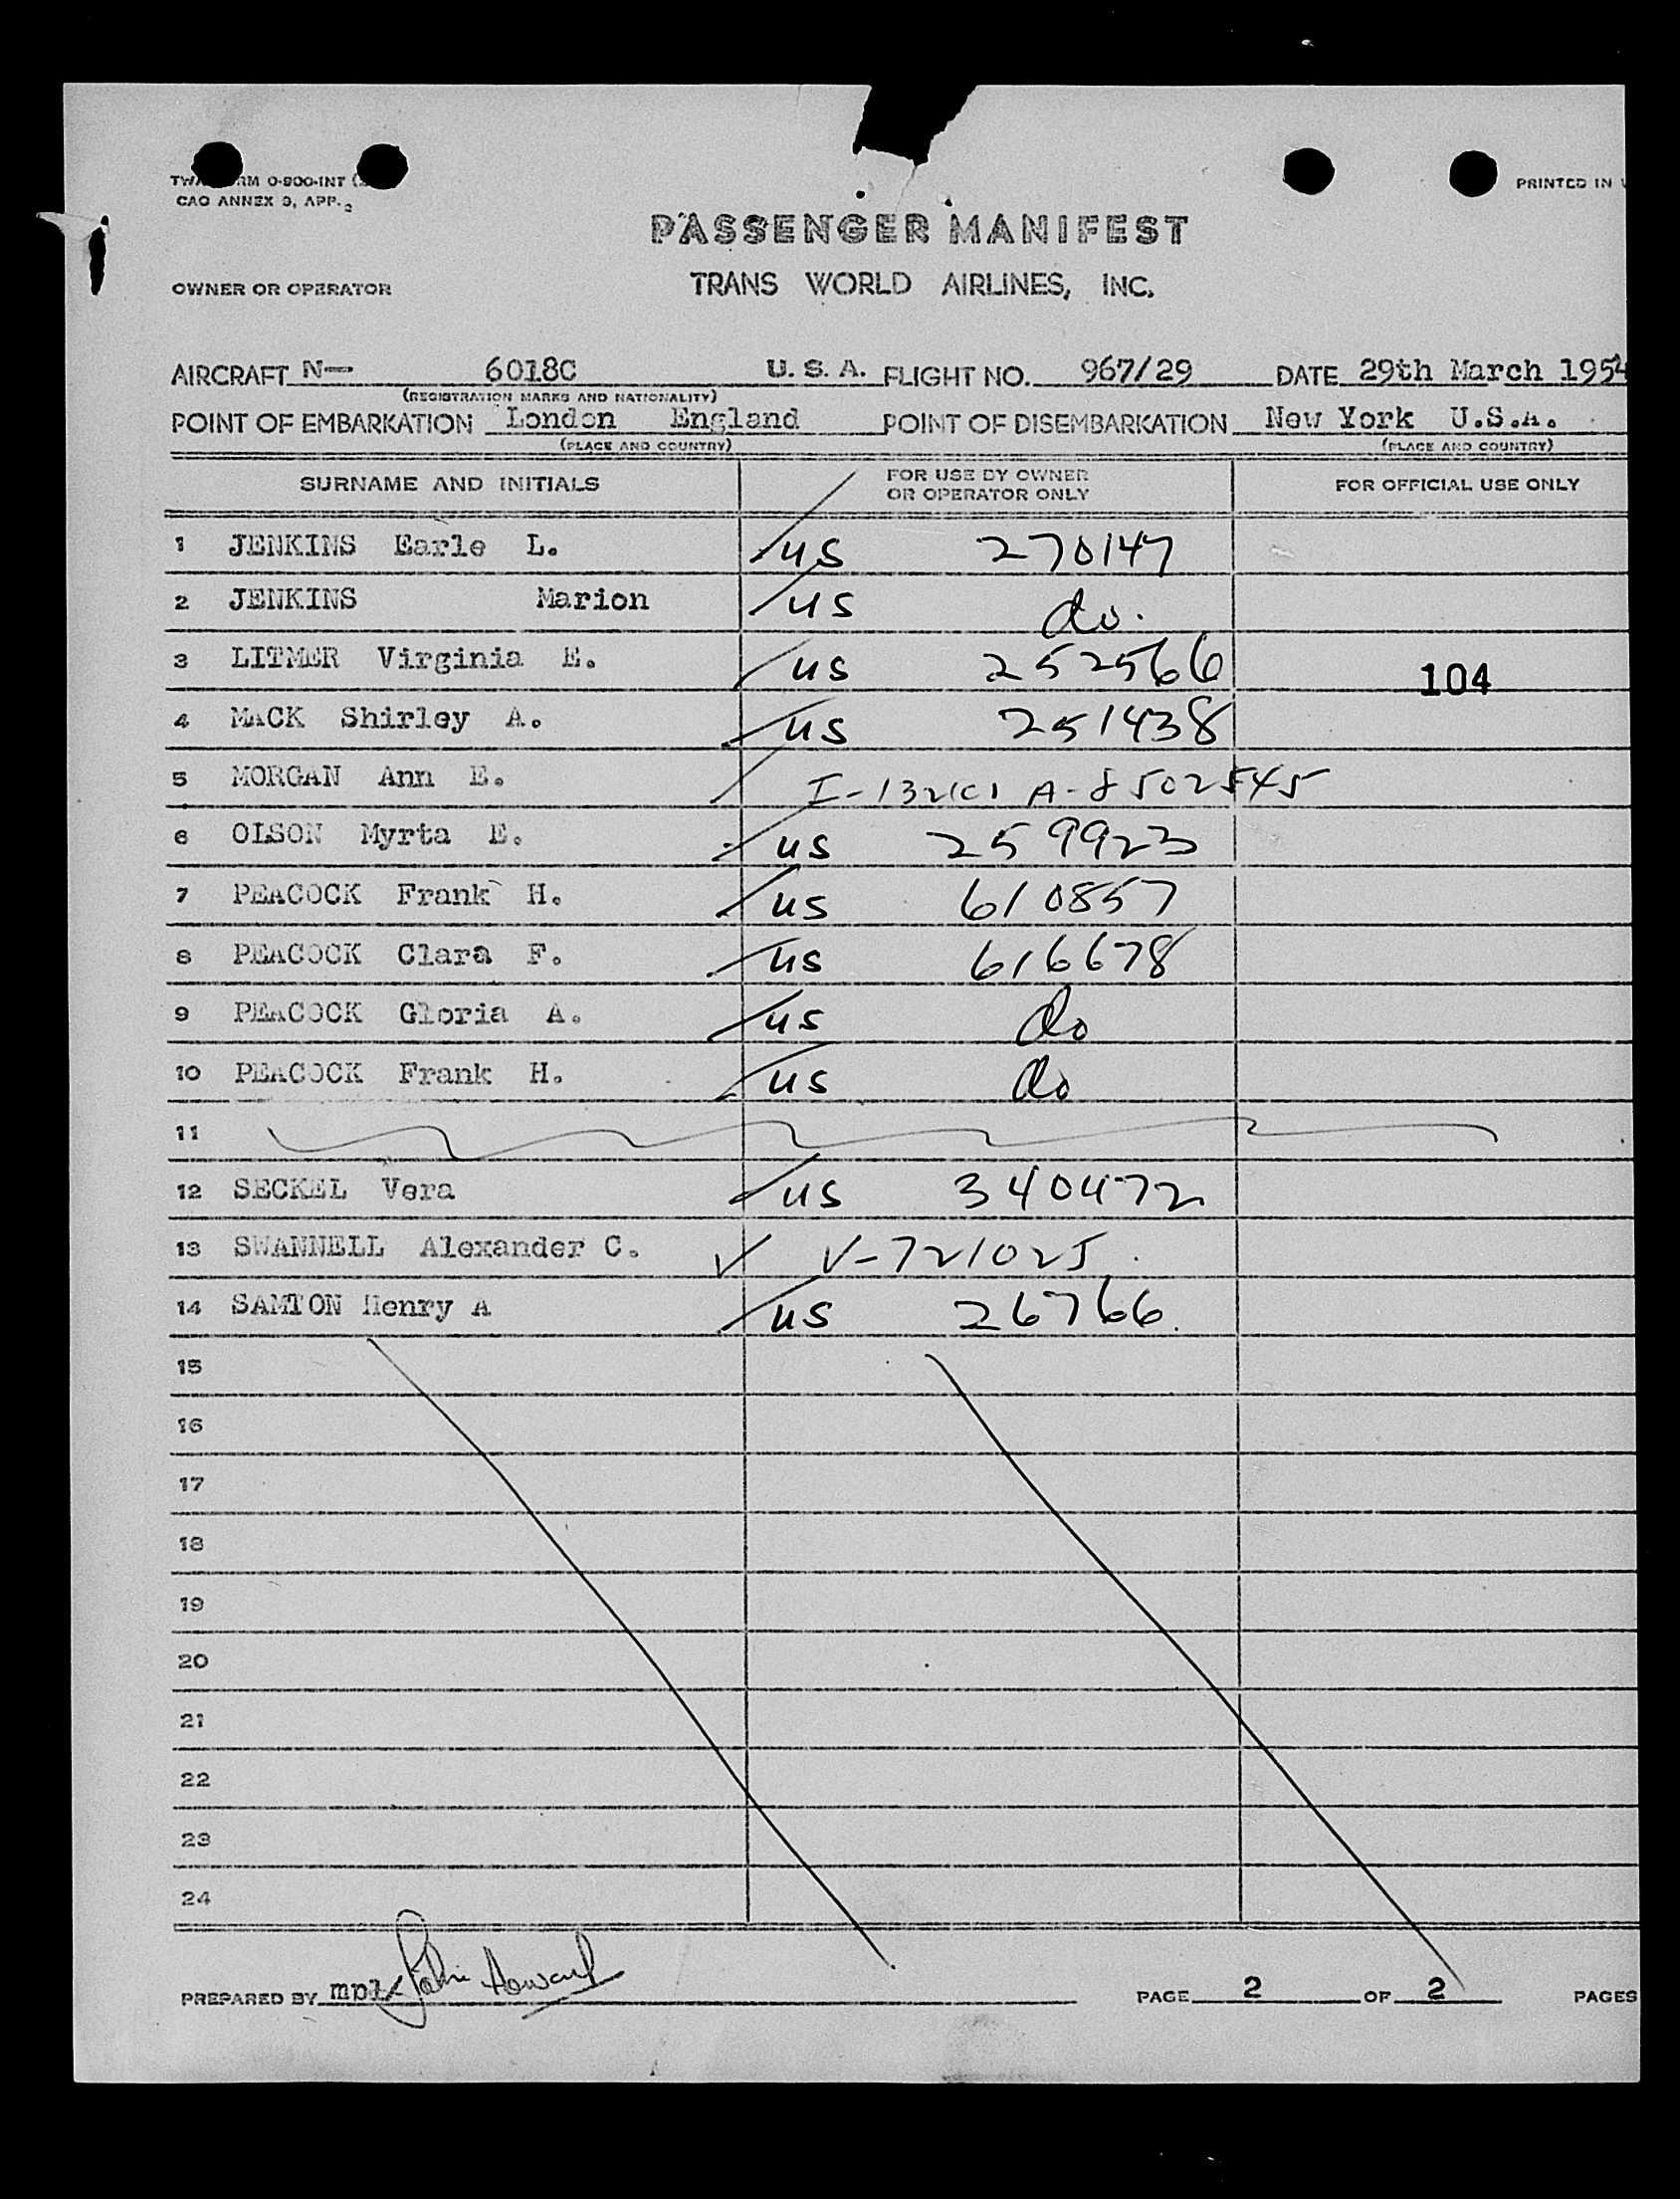 CAO ANNEX 9, APP. 2
PRINTED IN
PASSENGER MANIFEST
OWNER OR OPERATOR TRANS WORLD AIRLINES, INC.
AIRCRAFT N— 6018C U. S. A. FLIGHT NO. 967/29 DATE 29th March 1954
(REGISTRATION MARKS AND NATIONALITY)
POINT OF EMBARKATION London England POINT OF DISEMBARKATION New York U.S.A.
(PLACE AND COUNTRY) (PLACE AND COUNTRY)
SURNAME AND INITIALS FOR USE BY OWNER OR OPERATOR ONLY FOR OFFICIAL USE ONLY
1 JENKINS Earle L. US 270147
2 JENKINS Marion US do.
3 LITMER Virginia E. US 252566 104
4 MACK Shirley A. US 251438
5 MORGAN Ann E. A-8502545
6 OLSON Myrta E. US 259923
7 PEACOCK Frank H. US 610857
8 PEACOCK Clara F. US 616678
9 PEACOCK Gloria A. US do
10 PEACOCK Frank H. US do
11
12 SECKEL Vera US 340472
13 SWANNELL Alexander C. V-721025
14 SAMTON Henry A US 26766
15
16
17
18
19
20
21
22
23
24
PREPARED BY John Howard PAGE 2 OF 2 PAGES